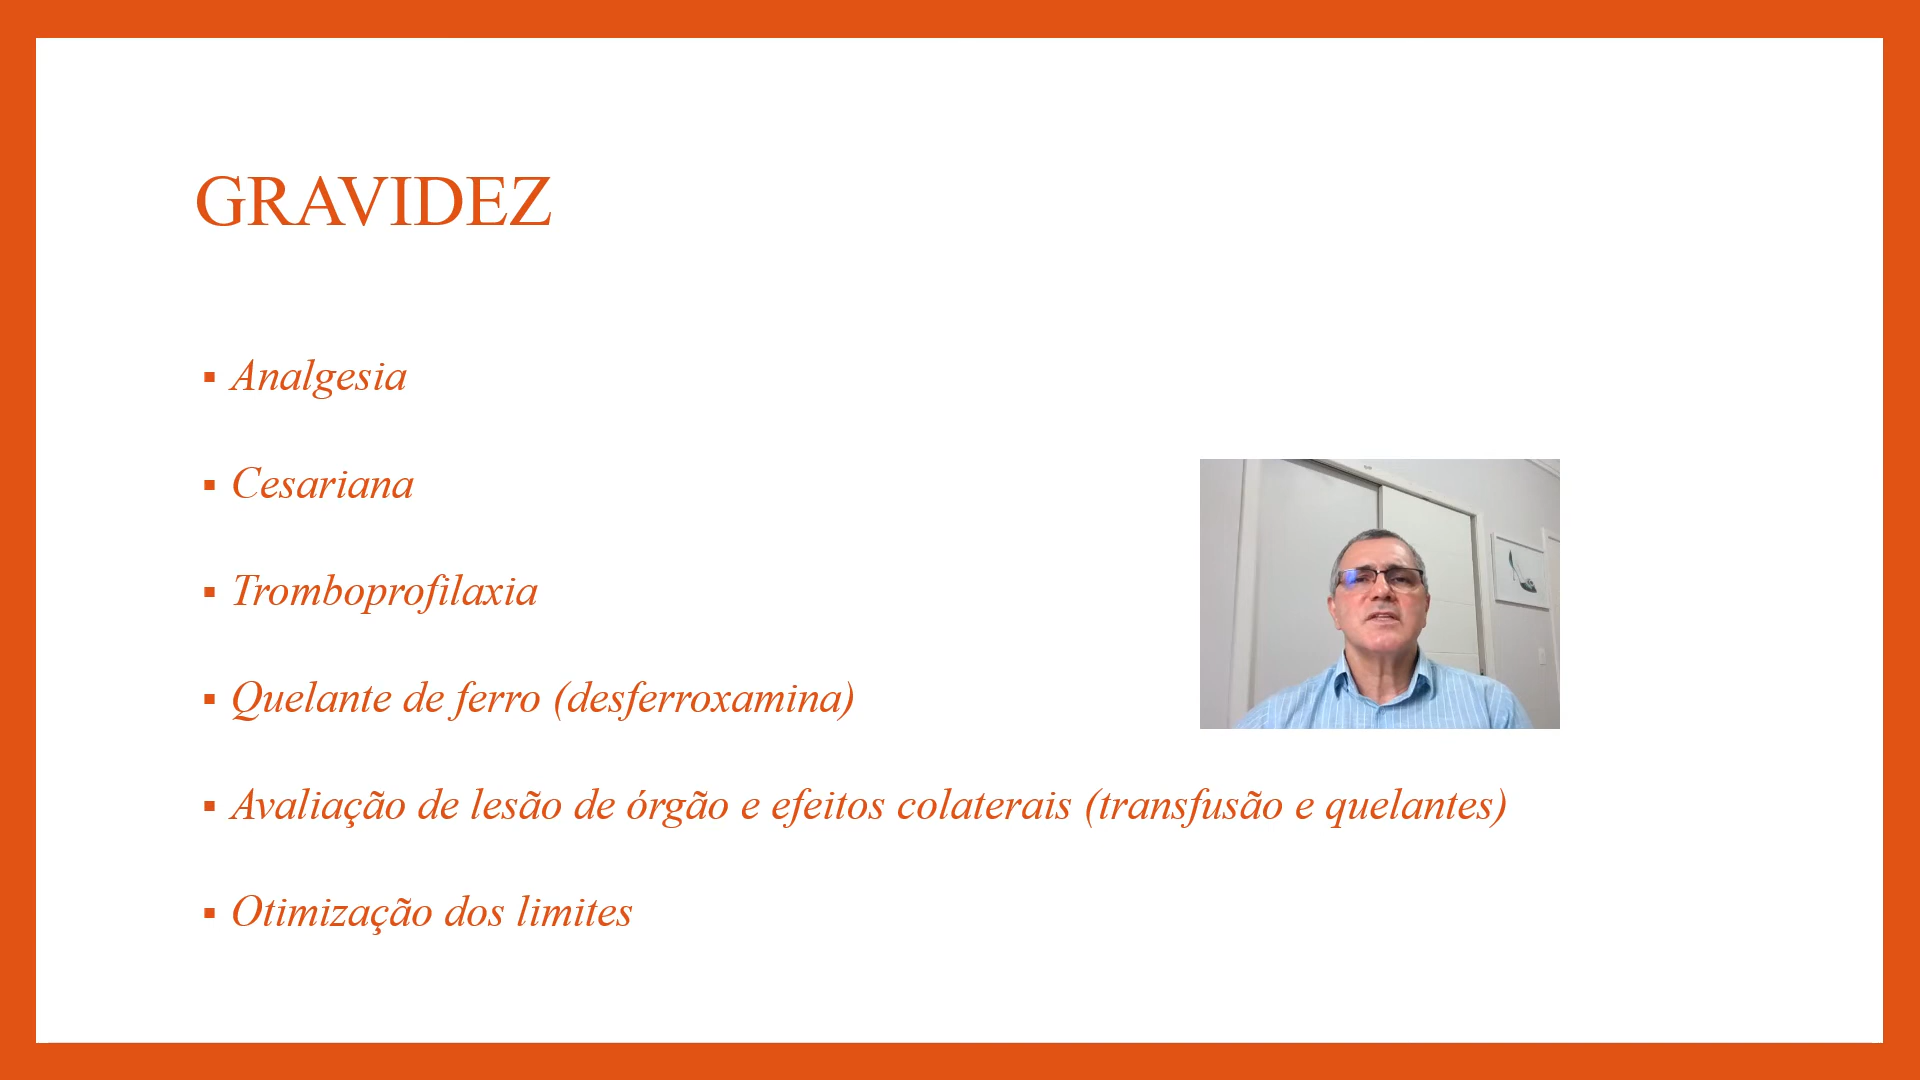 GRAVIDEZ
▪ Analgesia
▪ Cesariana
▪ Tromboprofilaxia
▪ Quelante de ferro (desferroxamina)
▪ Avaliação de lesão de órgão e efeitos colaterais (transfusão e quelantes)
▪ Otimização dos limites